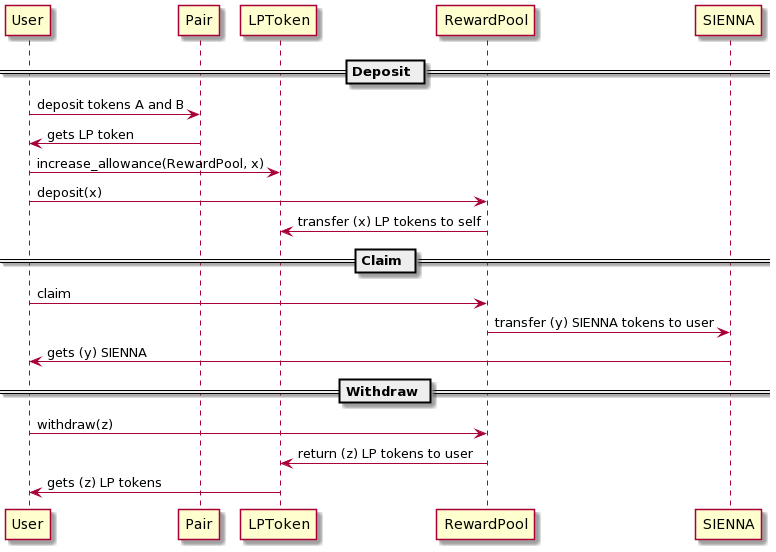 User Pair LPToken RewardPool SIENNA
Deposit
deposit tokens A and B
gets LP token
increase_allowance(RewardPool, x)
deposit(x)
transfer (x) LP tokens to self
Claim
claim
transfer (y) SIENNA tokens to user
gets (y) SIENNA
Withdraw
withdraw(z)
return (z) LP tokens to user
gets (z) LP tokens
User Pair LPToken RewardPool SIENNA